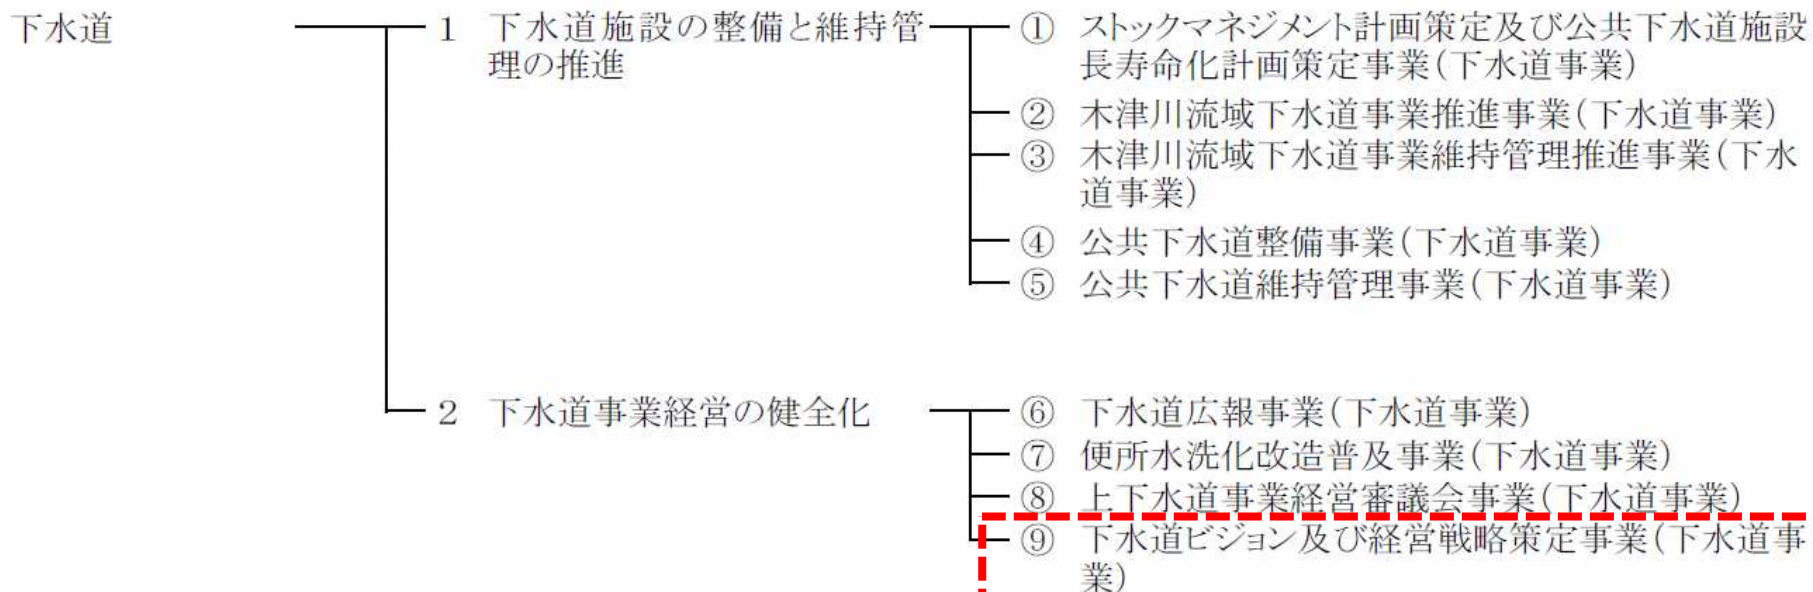 下水道
1 下水道施設の整備と維持管
理の推進
① ストックマネジメント計画策定及び公共下水道施設
長寿命化計画策定事業(下水道事業)
② 木津川流域下水道事業推進事業(下水道事業)
③ 木津川流域下水道事業維持管理推進事業(下水
道事業)
④ 公共下水道整備事業(下水道事業)
⑤ 公共下水道維持管理事業(下水道事業)
2 下水道事業経営の健全化
⑥ 下水道広報事業(下水道事業)
⑦ 便所水洗化改造普及事業(下水道事業)
⑧ 上下水道事業経営審議会事業(下水道事業)
⑨ 下水道ビジョン及び経営戦略策定事業(下水道事
業)